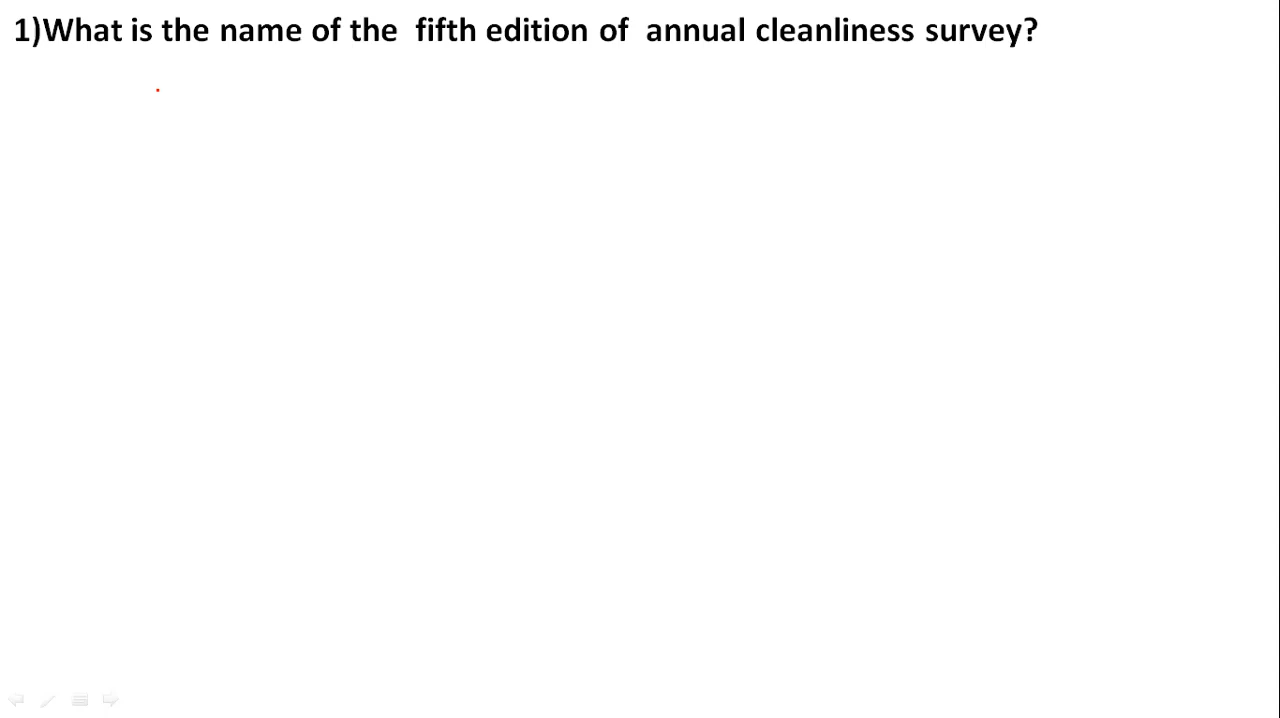 1)What is the name of the fifth edition of annual cleanliness survey?